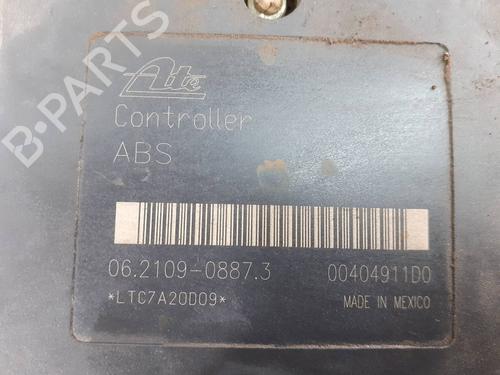 B-PARTS
Ate
Controller
ABS
06.2109-0887.3 00404911D0
*LTC7A20D09* MADE IN MEXICO